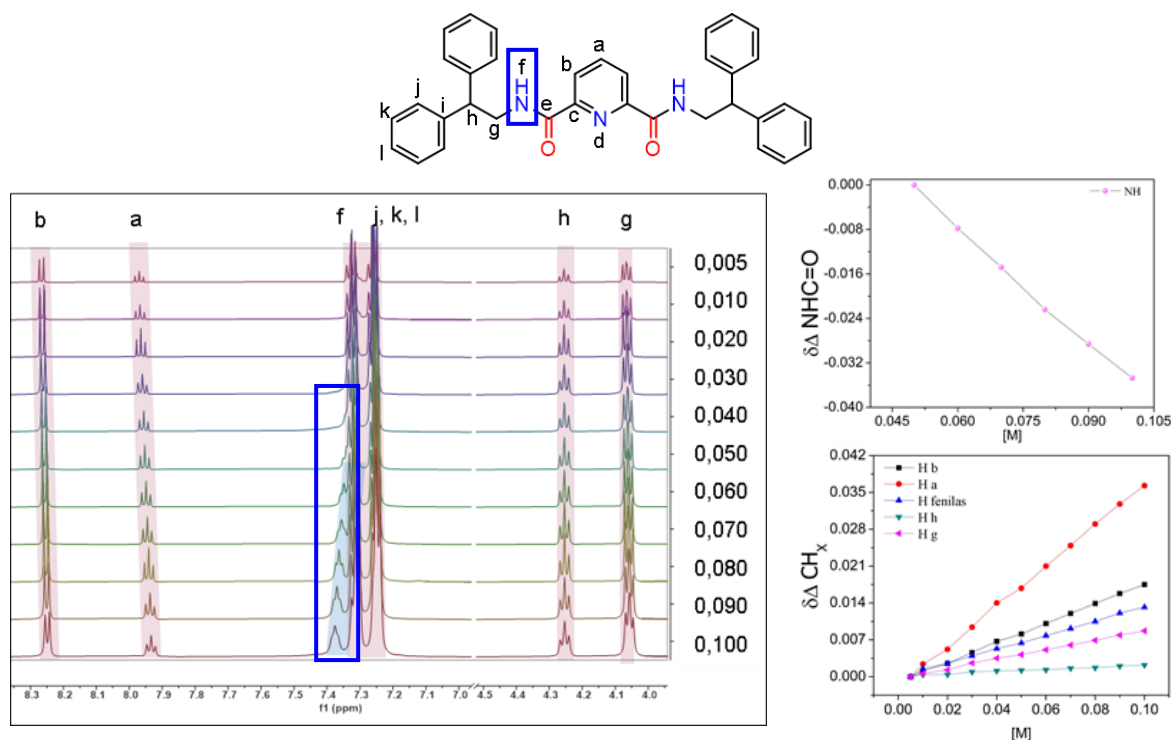 a
b
f
H
N
j
k
i
h
g
e
c
N
d
l
O
O
H
N
b
a
f
j, k, l
h
g
0,005
0,010
0,020
0,030
0,040
0,050
0,060
0,070
0,080
0,090
0,100
8.3 8.2 8.1 8.0 7.9 7.8 7.7 7.6 7.5 7.4 7.3 7.2 7.1 7.0 4.5 4.4 4.3 4.2 4.1 4.0
f1 (ppm)
NH
0.000
-0.008
-0.016
-0.024
-0.032
-0.040
δΔ NHC=O
0.045 0.060 0.075 0.090 0.105
[M]
H b
H a
H fenilas
H h
H g
0.042
0.035
0.028
0.021
0.014
0.007
0.000
δΔ CHX
0.00 0.02 0.04 0.06 0.08 0.10
[M]